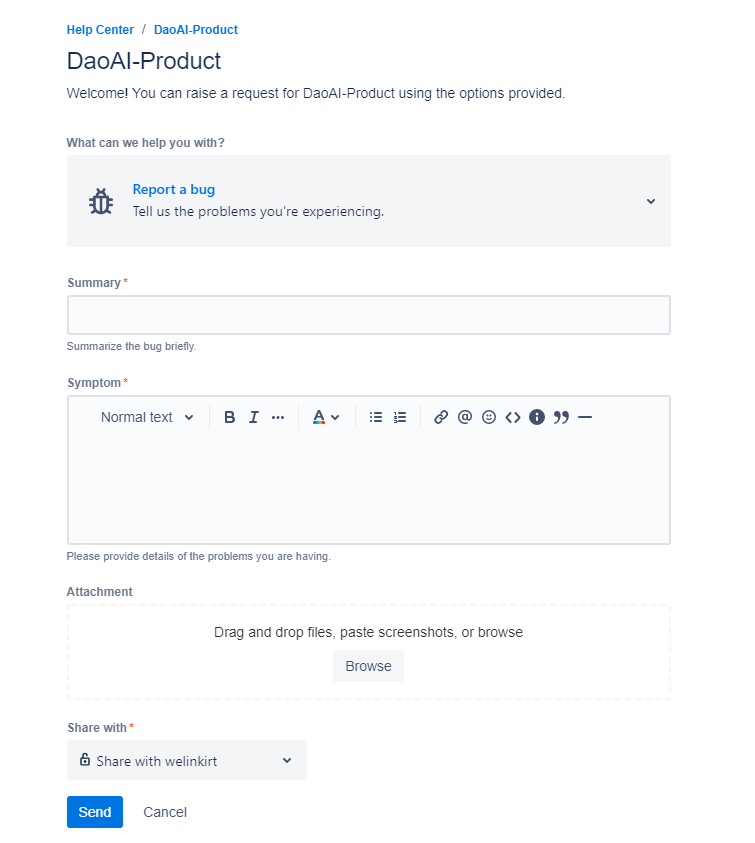 Help Center / DaoAI-Product
DaoAI-Product
Welcome! You can raise a request for DaoAI-Product using the options provided.
What can we help you with?
Report a bug
Tell us the problems you're experiencing.
Summary*
Summarize the bug briefly.
Symptom*
Normal text B I ... A @ <>
Please provide details of the problems you are having.
Attachment
Drag and drop files, paste screenshots, or browse
Browse
Share with*
Share with welinkirt
Send Cancel